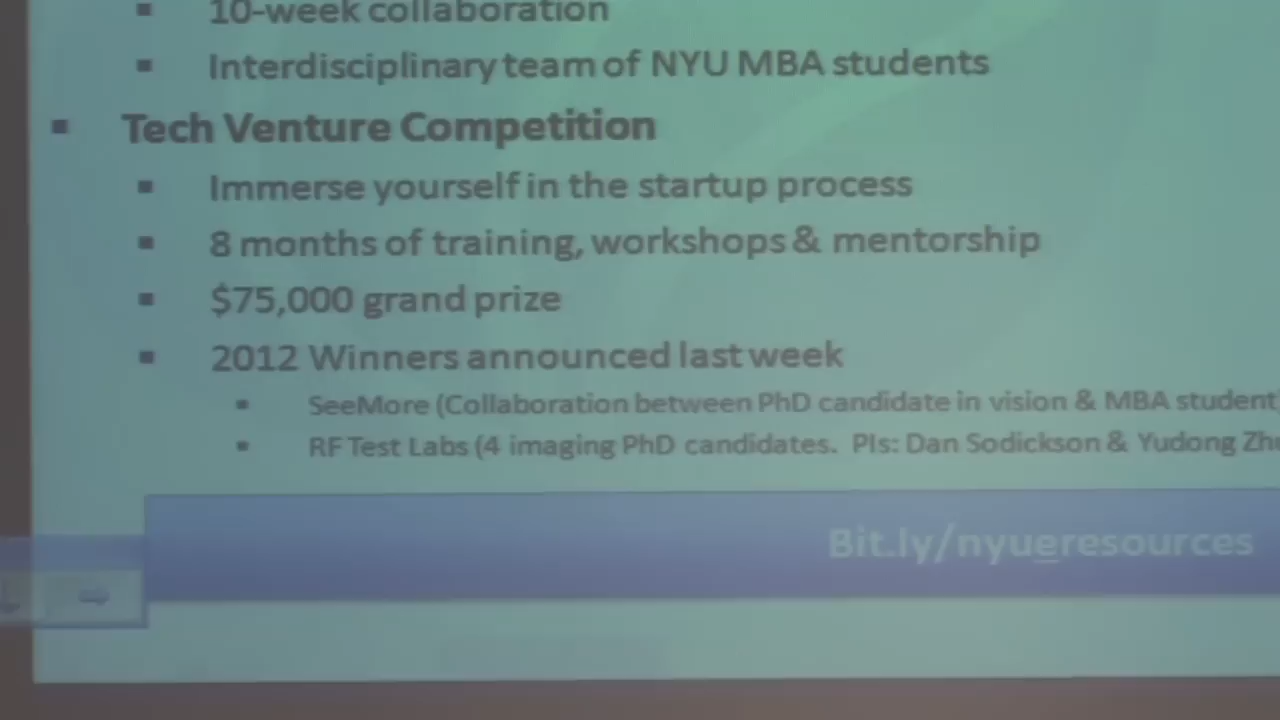 10-week collaboration
Interdisciplinary team of NYU MBA students
Tech Venture Competition
Immerse yourself in the startup process
8 months of training, workshops & mentorship
$75,000 grand prize
2012 Winners announced last week
SeeMore (Collaboration between PhD candidate in vision & MBA student
RF Test Labs (4 imaging PhD candidates. PIs: Dan Sodickson & Yudong
Bit.ly/nyueresources